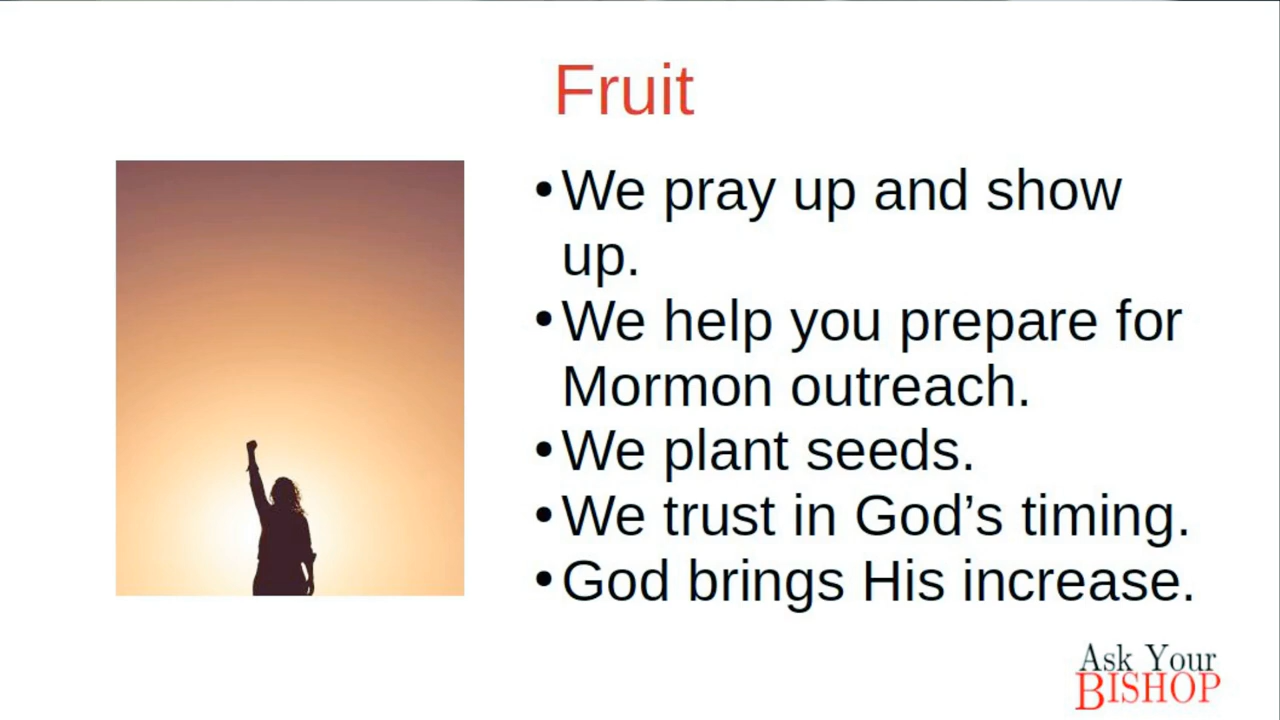 Fruit
•We pray up and show
up.
•We help you prepare for
Mormon outreach.
•We plant seeds.
•We trust in God’s timing.
•God brings His increase.
Ask Your
BISHOP